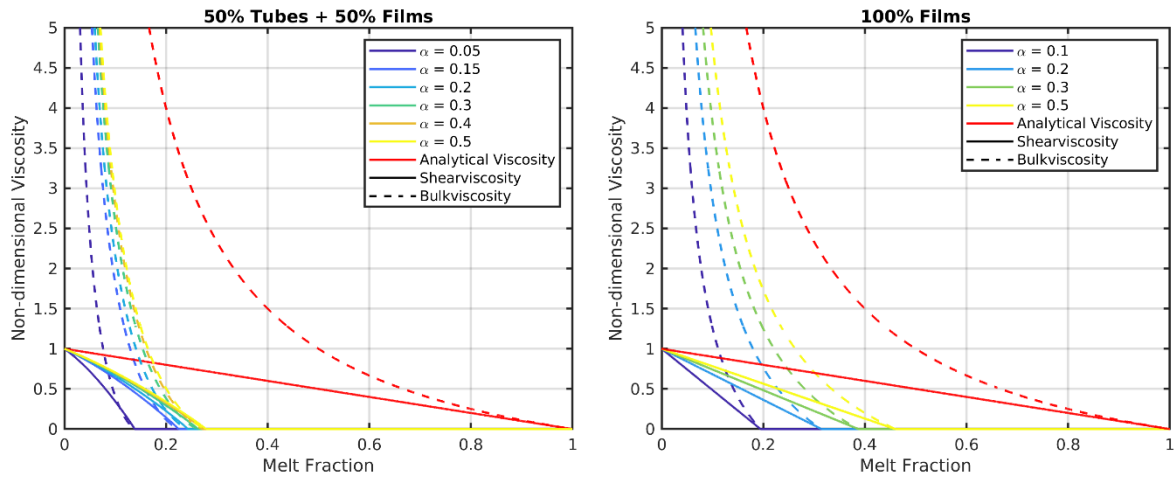 50% Tubes + 50% Films
5
4.5
4
3.5
3
2.5
2
1.5
1
0.5
0
Non-dimensional Viscosity
0 0.2 0.4 0.6 0.8 1
Melt Fraction
α = 0.05
α = 0.15
α = 0.2
α = 0.3
α = 0.4
α = 0.5
Analytical Viscosity
Shearviscosity
Bulkviscosity
100% Films
5
4.5
4
3.5
3
2.5
2
1.5
1
0.5
0
Non-dimensional Viscosity
0 0.2 0.4 0.6 0.8 1
Melt Fraction
α = 0.1
α = 0.2
α = 0.3
α = 0.5
Analytical Viscosity
Shearviscosity
Bulkviscosity